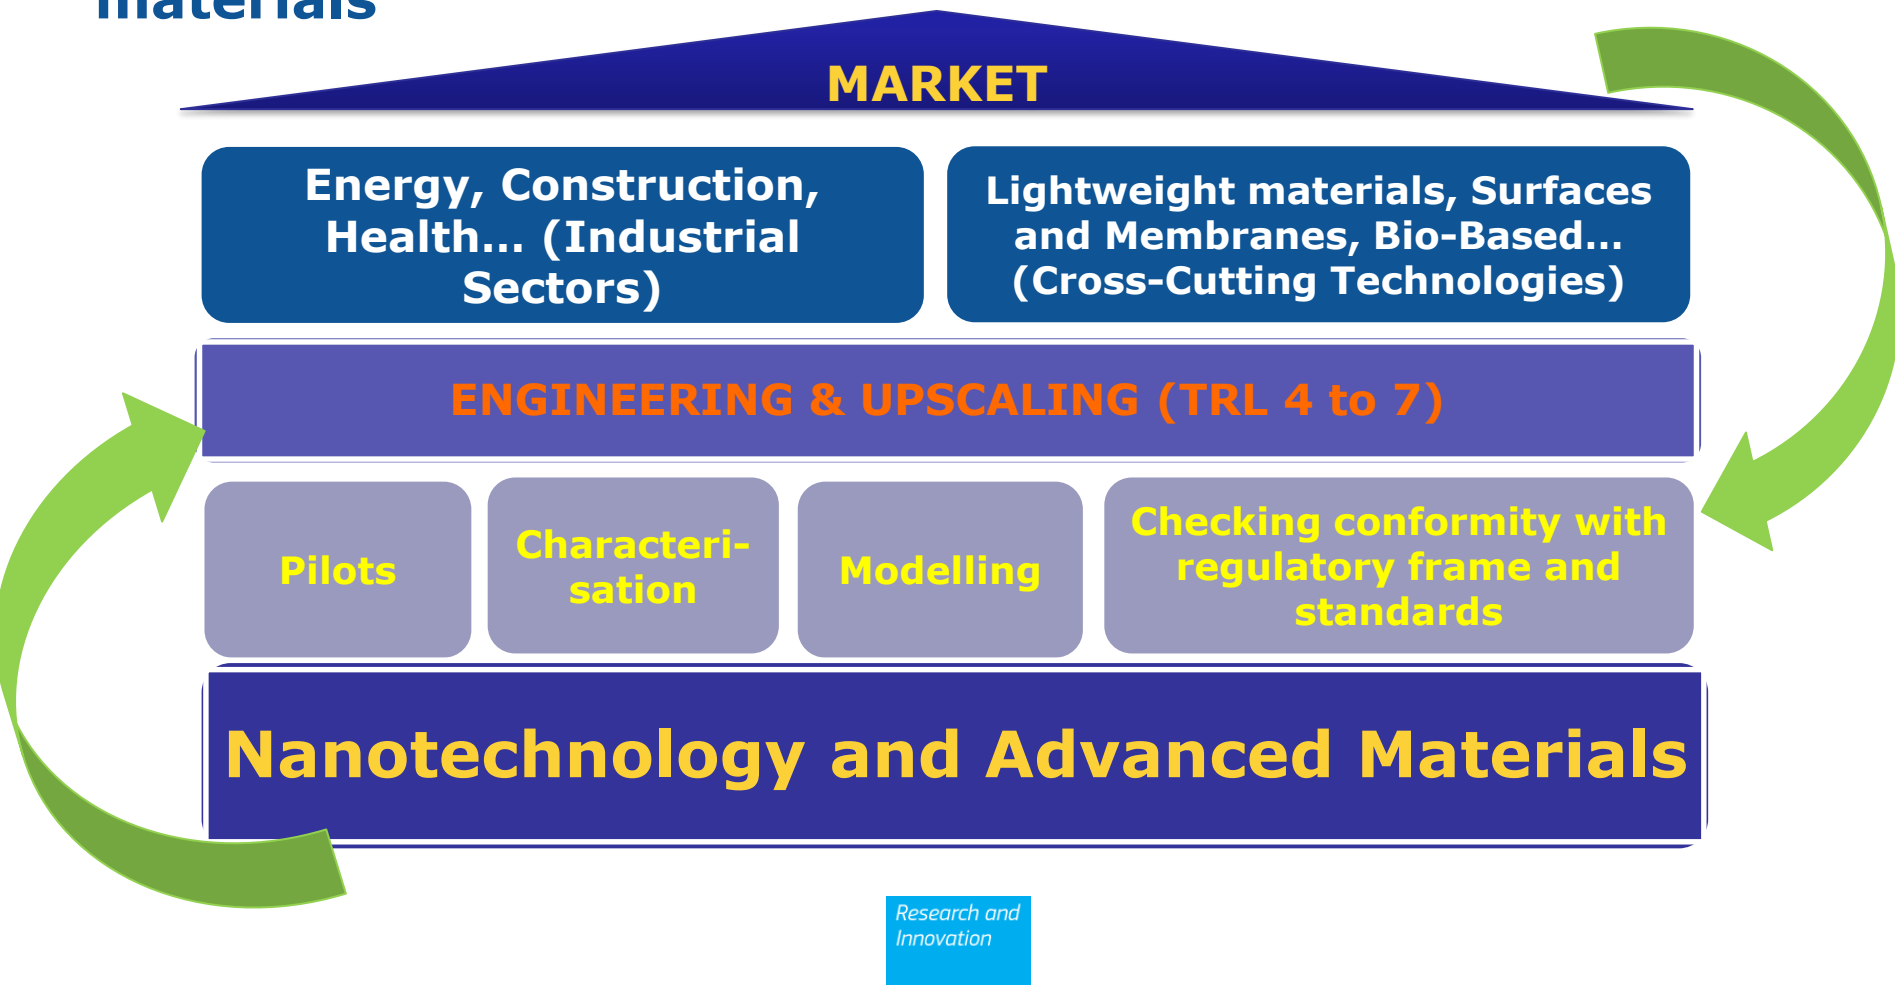 materials
MARKET
Energy, Construction,
Health... (Industrial
Sectors)
Lightweight materials, Surfaces
and Membranes, Bio-Based...
(Cross-Cutting Technologies)
ENGINEERING & UPSCALING (TRL 4 to 7)
Pilots
Characteri-
sation
Modelling
Checking conformity with
regulatory frame and
standards
Nanotechnology and Advanced Materials
Research and
Innovation